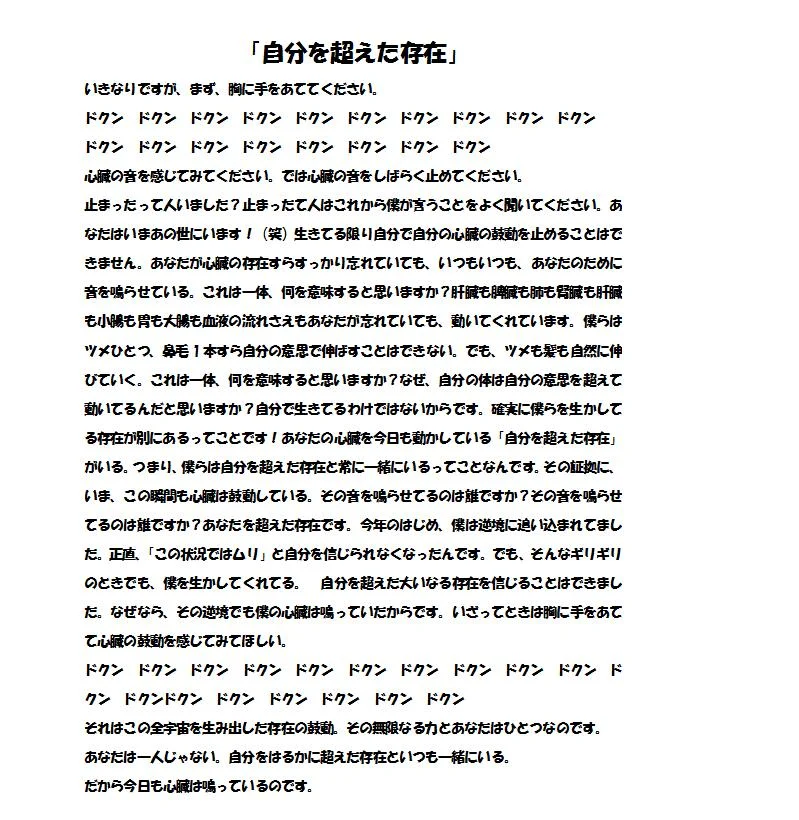 「自分を超えた存在」
いきなりですが、まず、胸に手をあててください。
ドクン　ドクン　ドクン　ドクン　ドクン　ドクン　ドクン　ドクン　ドクン　ドクン
ドクン　ドクン　ドクン　ドクン　ドクン　ドクン　ドクン　ドクン
心臓の音を感じてみてください。では心臓の音をしばらく止めてください。
止まっだって人いました？止まったて人はこれから僕が言うことをよく聞いてください。あ
なたはいまあの世にいます！（笑）生きてる限り自分で自分の心臓の鼓動を止めることはで
きません。あなたが心臓の存在すらすっかり忘れていても、いつもいつも、あなたのために
音を鳴らせている。これは一体、何を意味すると思いますか？肝臓も脾臓も肺も腎臓も肝臓
も小腸も胃も大腸も血液の流れさえもあなたが忘れていても、動いてくれています。僕らは
ツメひとつ、鼻毛１本すら自分の意思で伸ばすことはできない。でも、ツメも髪も自然に伸
びていく。これは一体、何を意味すると思いますか？なぜ、自分の体は自分の意思を超えて
動いてるんだと思いますか？自分で生きてるわけではないからです。確実に僕らを生かして
る存在が別にあるってことです！あなたの心臓を今日も動かしている「自分を超えた存在」
がいる。つまり、僕らは自分を超えた存在と常に一緒にいるってことなんです。その証拠に、
いま、この瞬間も心臓は鼓動している。その音を鳴らせてるのは誰ですか？その音を鳴らせ
てるのは誰ですか？あなたを超えた存在です。今年のはじめ、僕は逆境に追い込まれてまし
た。正直、「この状況ではムリ」と自分を信じられなくなったんです。でも、そんなギリギリ
のときでも、僕を生かしてくれてる。　自分を超えた大いなる存在を信じることはできまし
た。なぜなら、その逆境でも僕の心臓は鳴っていたからです。いざってときは胸に手をあて
て心臓の鼓動を感じてみてほしい。
ドクン　ドクン　ドクン　ドクン　ドクン　ドクン　ドクン　ドクン　ドクン　ドクン　ド
クン　ドクンドクン　ドクン　ドクン　ドクン　ドクン　ドクン
それはこの全宇宙を生み出した存在の鼓動。その無限なる力とあなたはひとつなのです。
あなたは一人じゃない。自分をはるかに超えた存在といつも一緒にいる。
だから今日も心臓は鳴っているのです。